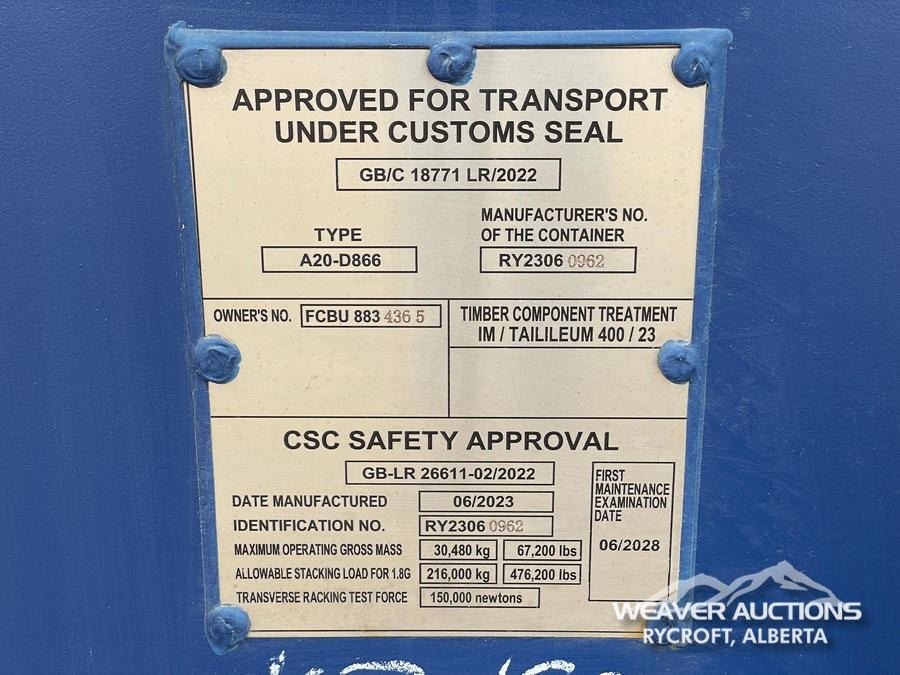 APPROVED FOR TRANSPORT
UNDER CUSTOMS SEAL
GB/C 18771 LR/2022
TYPE
A20-D866
MANUFACTURER'S NO.
OF THE CONTAINER
RY2306 0962
OWNER'S NO. FCBU 883 436 5
TIMBER COMPONENT TREATMENT
IM / TAILILEUM 400 / 23
CSC SAFETY APPROVAL
GB-LR 26611-02/2022
DATE MANUFACTURED 06/2023
IDENTIFICATION NO. RY2306 0962
MAXIMUM OPERATING GROSS MASS 30,480 kg 67,200 lbs
ALLOWABLE STACKING LOAD FOR 1.8G 216,000 kg 476,200 lbs
TRANSVERSE RACKING TEST FORCE 150,000 newtons
FIRST
MAINTENANCE
EXAMINATION
DATE
06/2028
WEAVER AUCTIONS
RYCROFT, ALBERTA